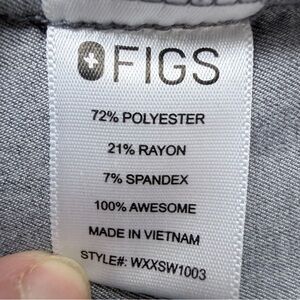 FIGS
72% POLYESTER
21% RAYON
7% SPANDEX
100% AWESOME
MADE IN VIETNAM
STYLE#: WXXSW1003